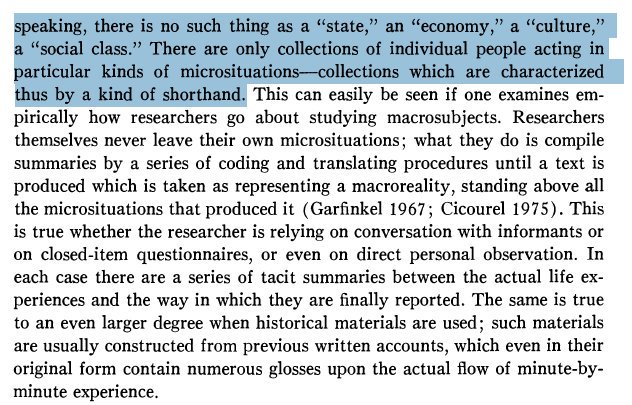 speaking, there is no such thing as a “state,” an “economy,” a “culture,”
a “social class.” There are only collections of individual people acting in
particular kinds of microsituations—collections which are characterized
thus by a kind of shorthand. This can easily be seen if one examines em-
pirically how researchers go about studying macrosubjects. Researchers
themselves never leave their own microsituations; what they do is compile
summaries by a series of coding and translating procedures until a text is
produced which is taken as representing a macroreality, standing above all
the microsituations that produced it (Garfinkel 1967; Cicourel 1975). This
is true whether the researcher is relying on conversation with informants or
on closed-item questionnaires, or even on direct personal observation. In
each case there are a series of tacit summaries between the actual life ex-
periences and the way in which they are finally reported. The same is true
to an even larger degree when historical materials are used; such materials
are usually constructed from previous written accounts, which even in their
original form contain numerous glosses upon the actual flow of minute-by-
minute experience.